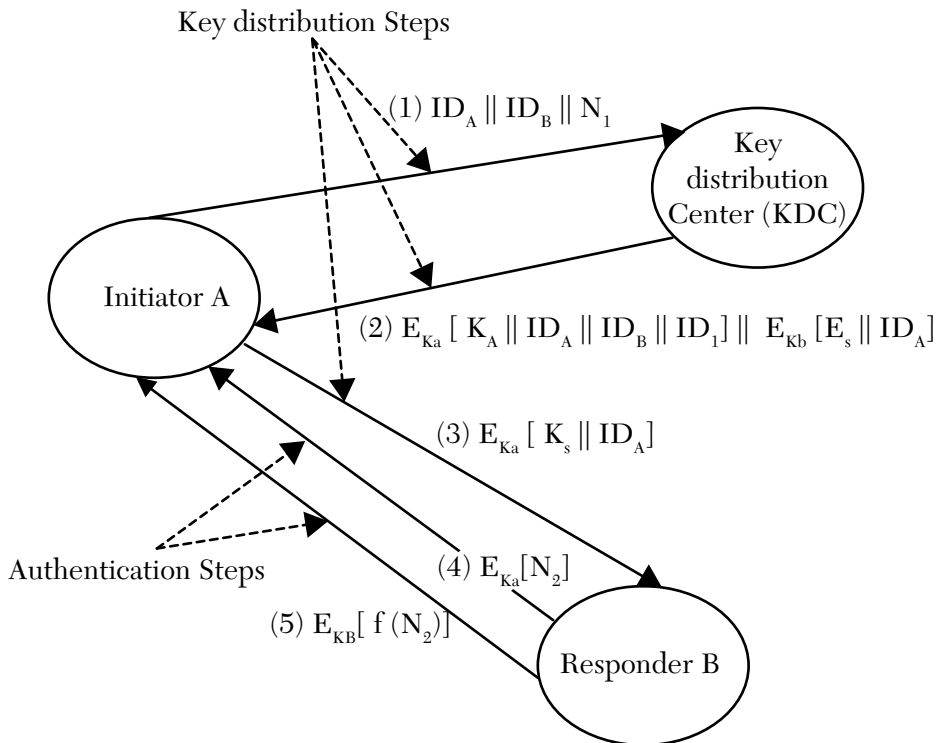 Key distribution Steps
(1) ID_A || ID_B || N_1
Key
distribution
Center (KDC)
Initiator A
(2) E_Ka [ K_A || ID_A || ID_B || ID_1] || E_Kb [E_s || ID_A]
(3) E_Ka [ K_s || ID_A]
Authentication Steps
(4) E_Ka[N_2]
(5) E_KB[ f (N_2)]
Responder B